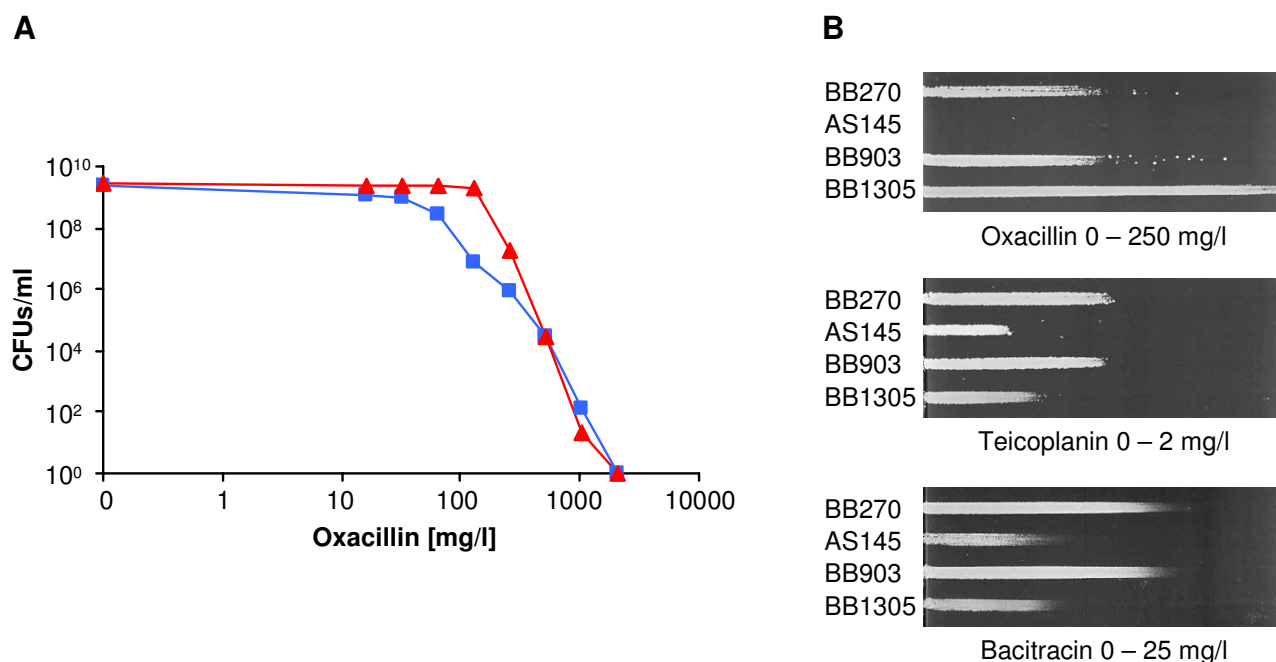 A
10¹⁰
10⁸
10⁶
10⁴
10²
10⁰
0 1 10 100 1000 10000
CFUs/ml
Oxacillin [mg/l]
B
BB270
AS145
BB903
BB1305
Oxacillin 0 – 250 mg/l
BB270
AS145
BB903
BB1305
Teicoplanin 0 – 2 mg/l
BB270
AS145
BB903
BB1305
Bacitracin 0 – 25 mg/l